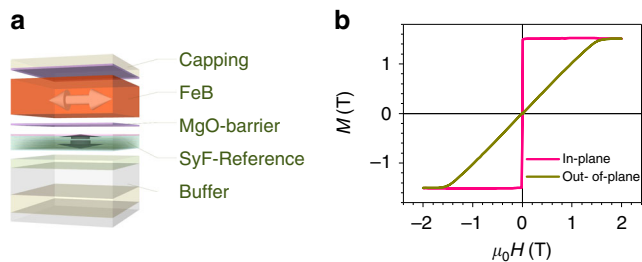 a
Capping
FeB
MgO-barrier
SyF-Reference
Buffer
b
M (T)
1
0
−1
In-plane
Out- of-plane
−2 −1 0 1 2
μ0H (T)